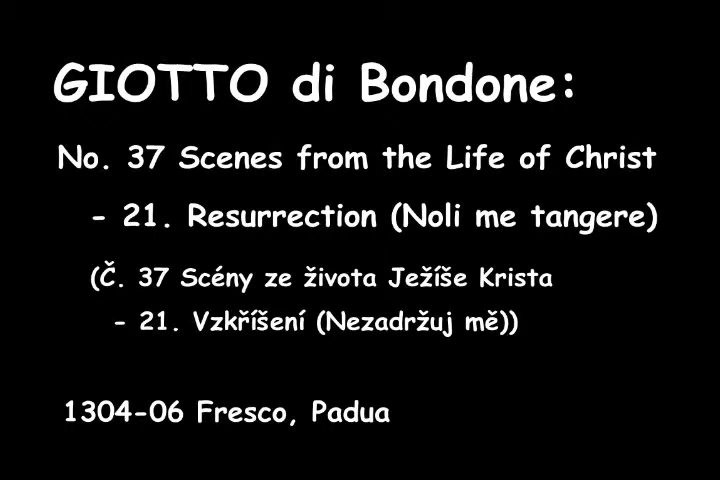 GIOTTO di Bondone:
No. 37 Scenes from the Life of Christ
- 21. Resurrection (Noli me tangere)
(Č. 37 Scény ze života Ježíše Krista
- 21. Vzkříšení (Nezadržuj mě))
1304-06 Fresco, Padua